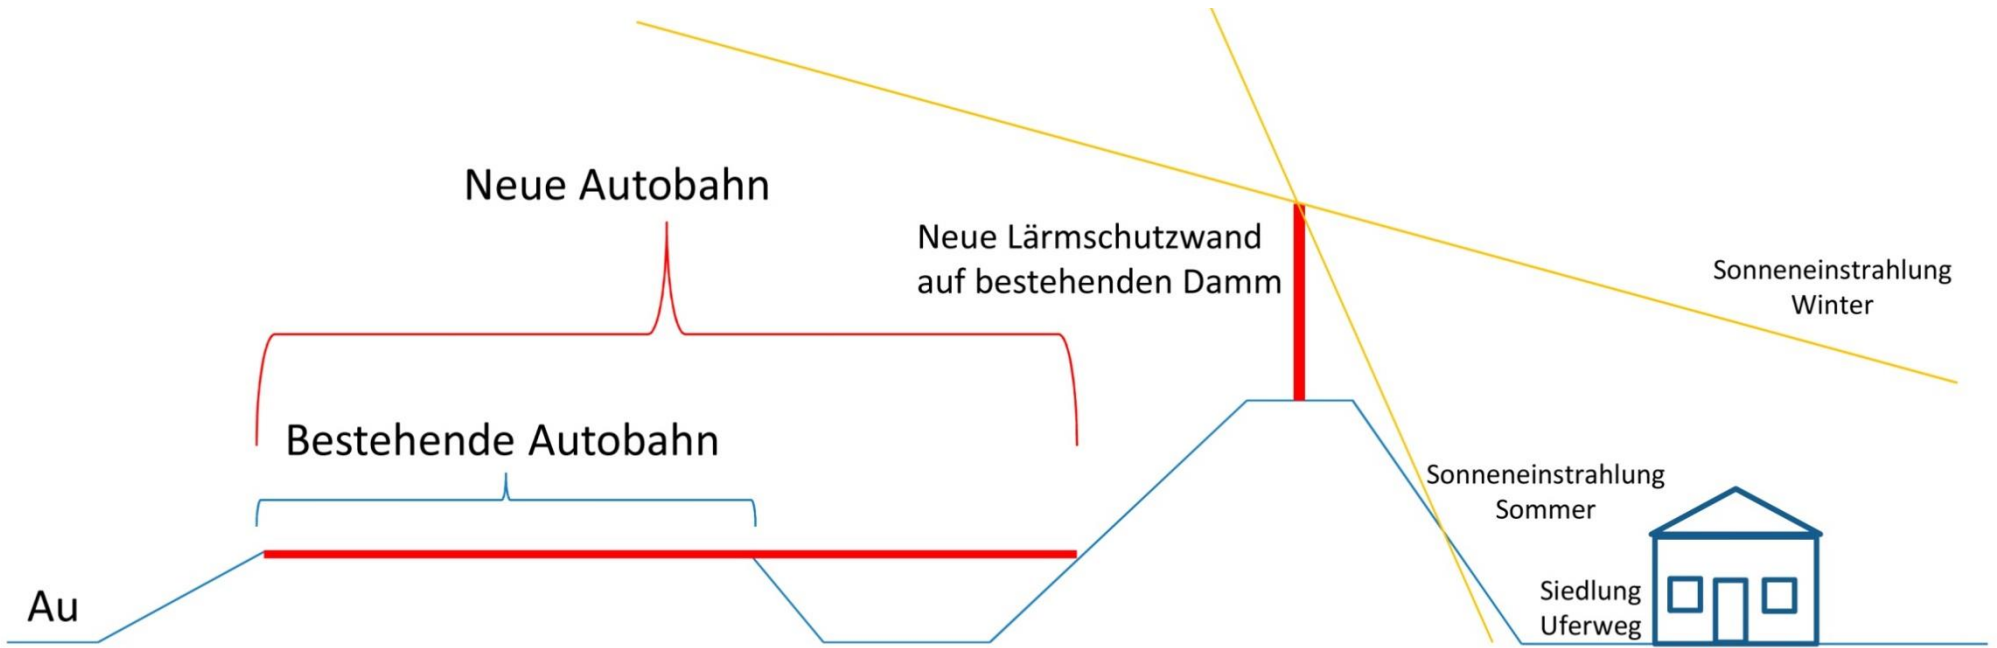 Neue Autobahn
Neue Lärmschutzwand
auf bestehenden Damm
Sonneneinstrahlung
Winter
Bestehende Autobahn
Sonneneinstrahlung
Sommer
Au
Siedlung
Uferweg